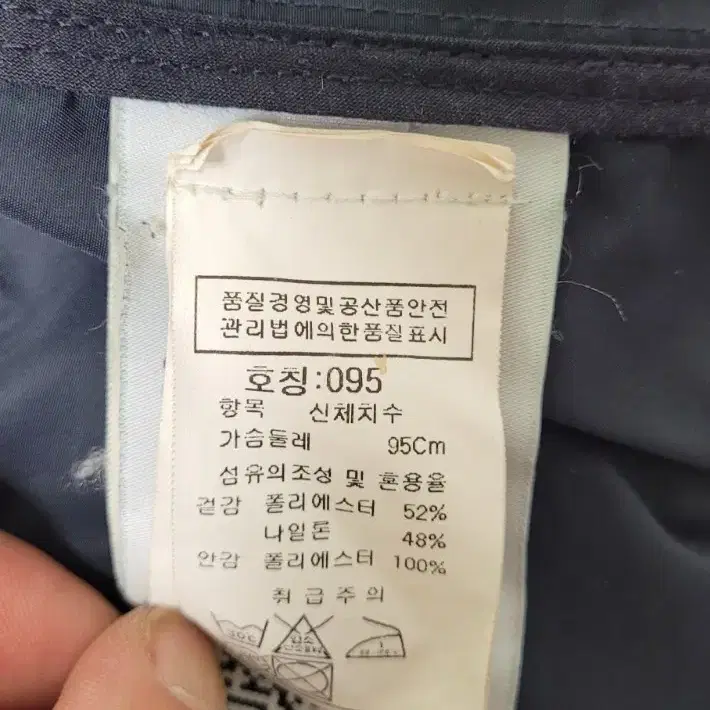 품질경영및공산품안전
관리법에의한품질표시
호칭:095
항목 신체치수
가슴둘레 95Cm
섬유의조성 및 혼용율
겉감 폴리에스터 52%
나일론 48%
안감 폴리에스터 100%
취급주의